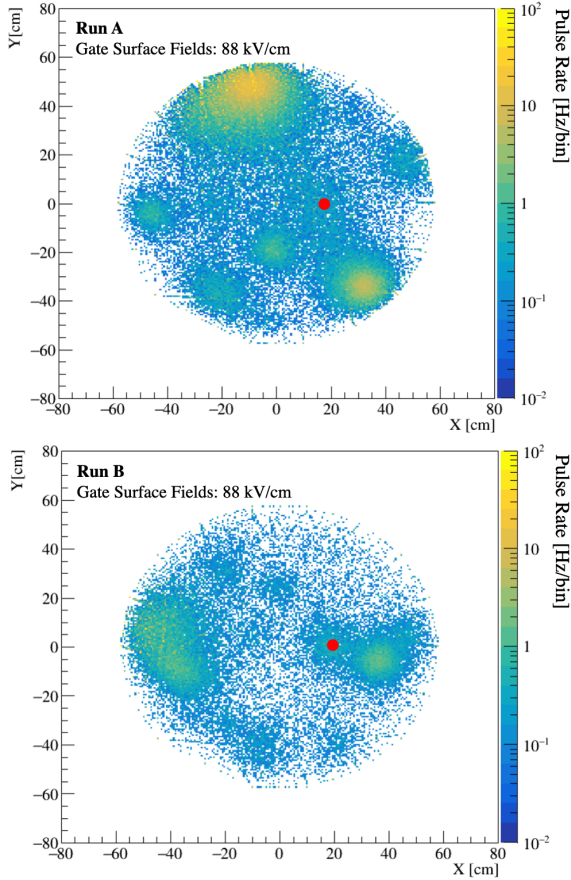 Y[cm]
Run A
Gate Surface Fields: 88 kV/cm
80
60
40
20
0
−20
−40
−60
−80
−80 −60 −40 −20 0 20 40 60 80
X [cm]
10²
10
1
10⁻¹
10⁻²
Pulse Rate [Hz/bin]
Y[cm]
Run B
Gate Surface Fields: 88 kV/cm
80
60
40
20
0
−20
−40
−60
−80
−80 −60 −40 −20 0 20 40 60 80
X [cm]
10²
10
1
10⁻¹
10⁻²
Pulse Rate [Hz/bin]